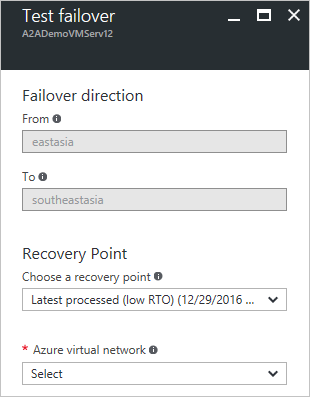 Test failover
A2ADemoVMServ12
Failover direction
From
eastasia
To
southeastasia
Recovery Point
Choose a recovery point
Latest processed (low RTO) (12/29/2016 ...
* Azure virtual network
Select